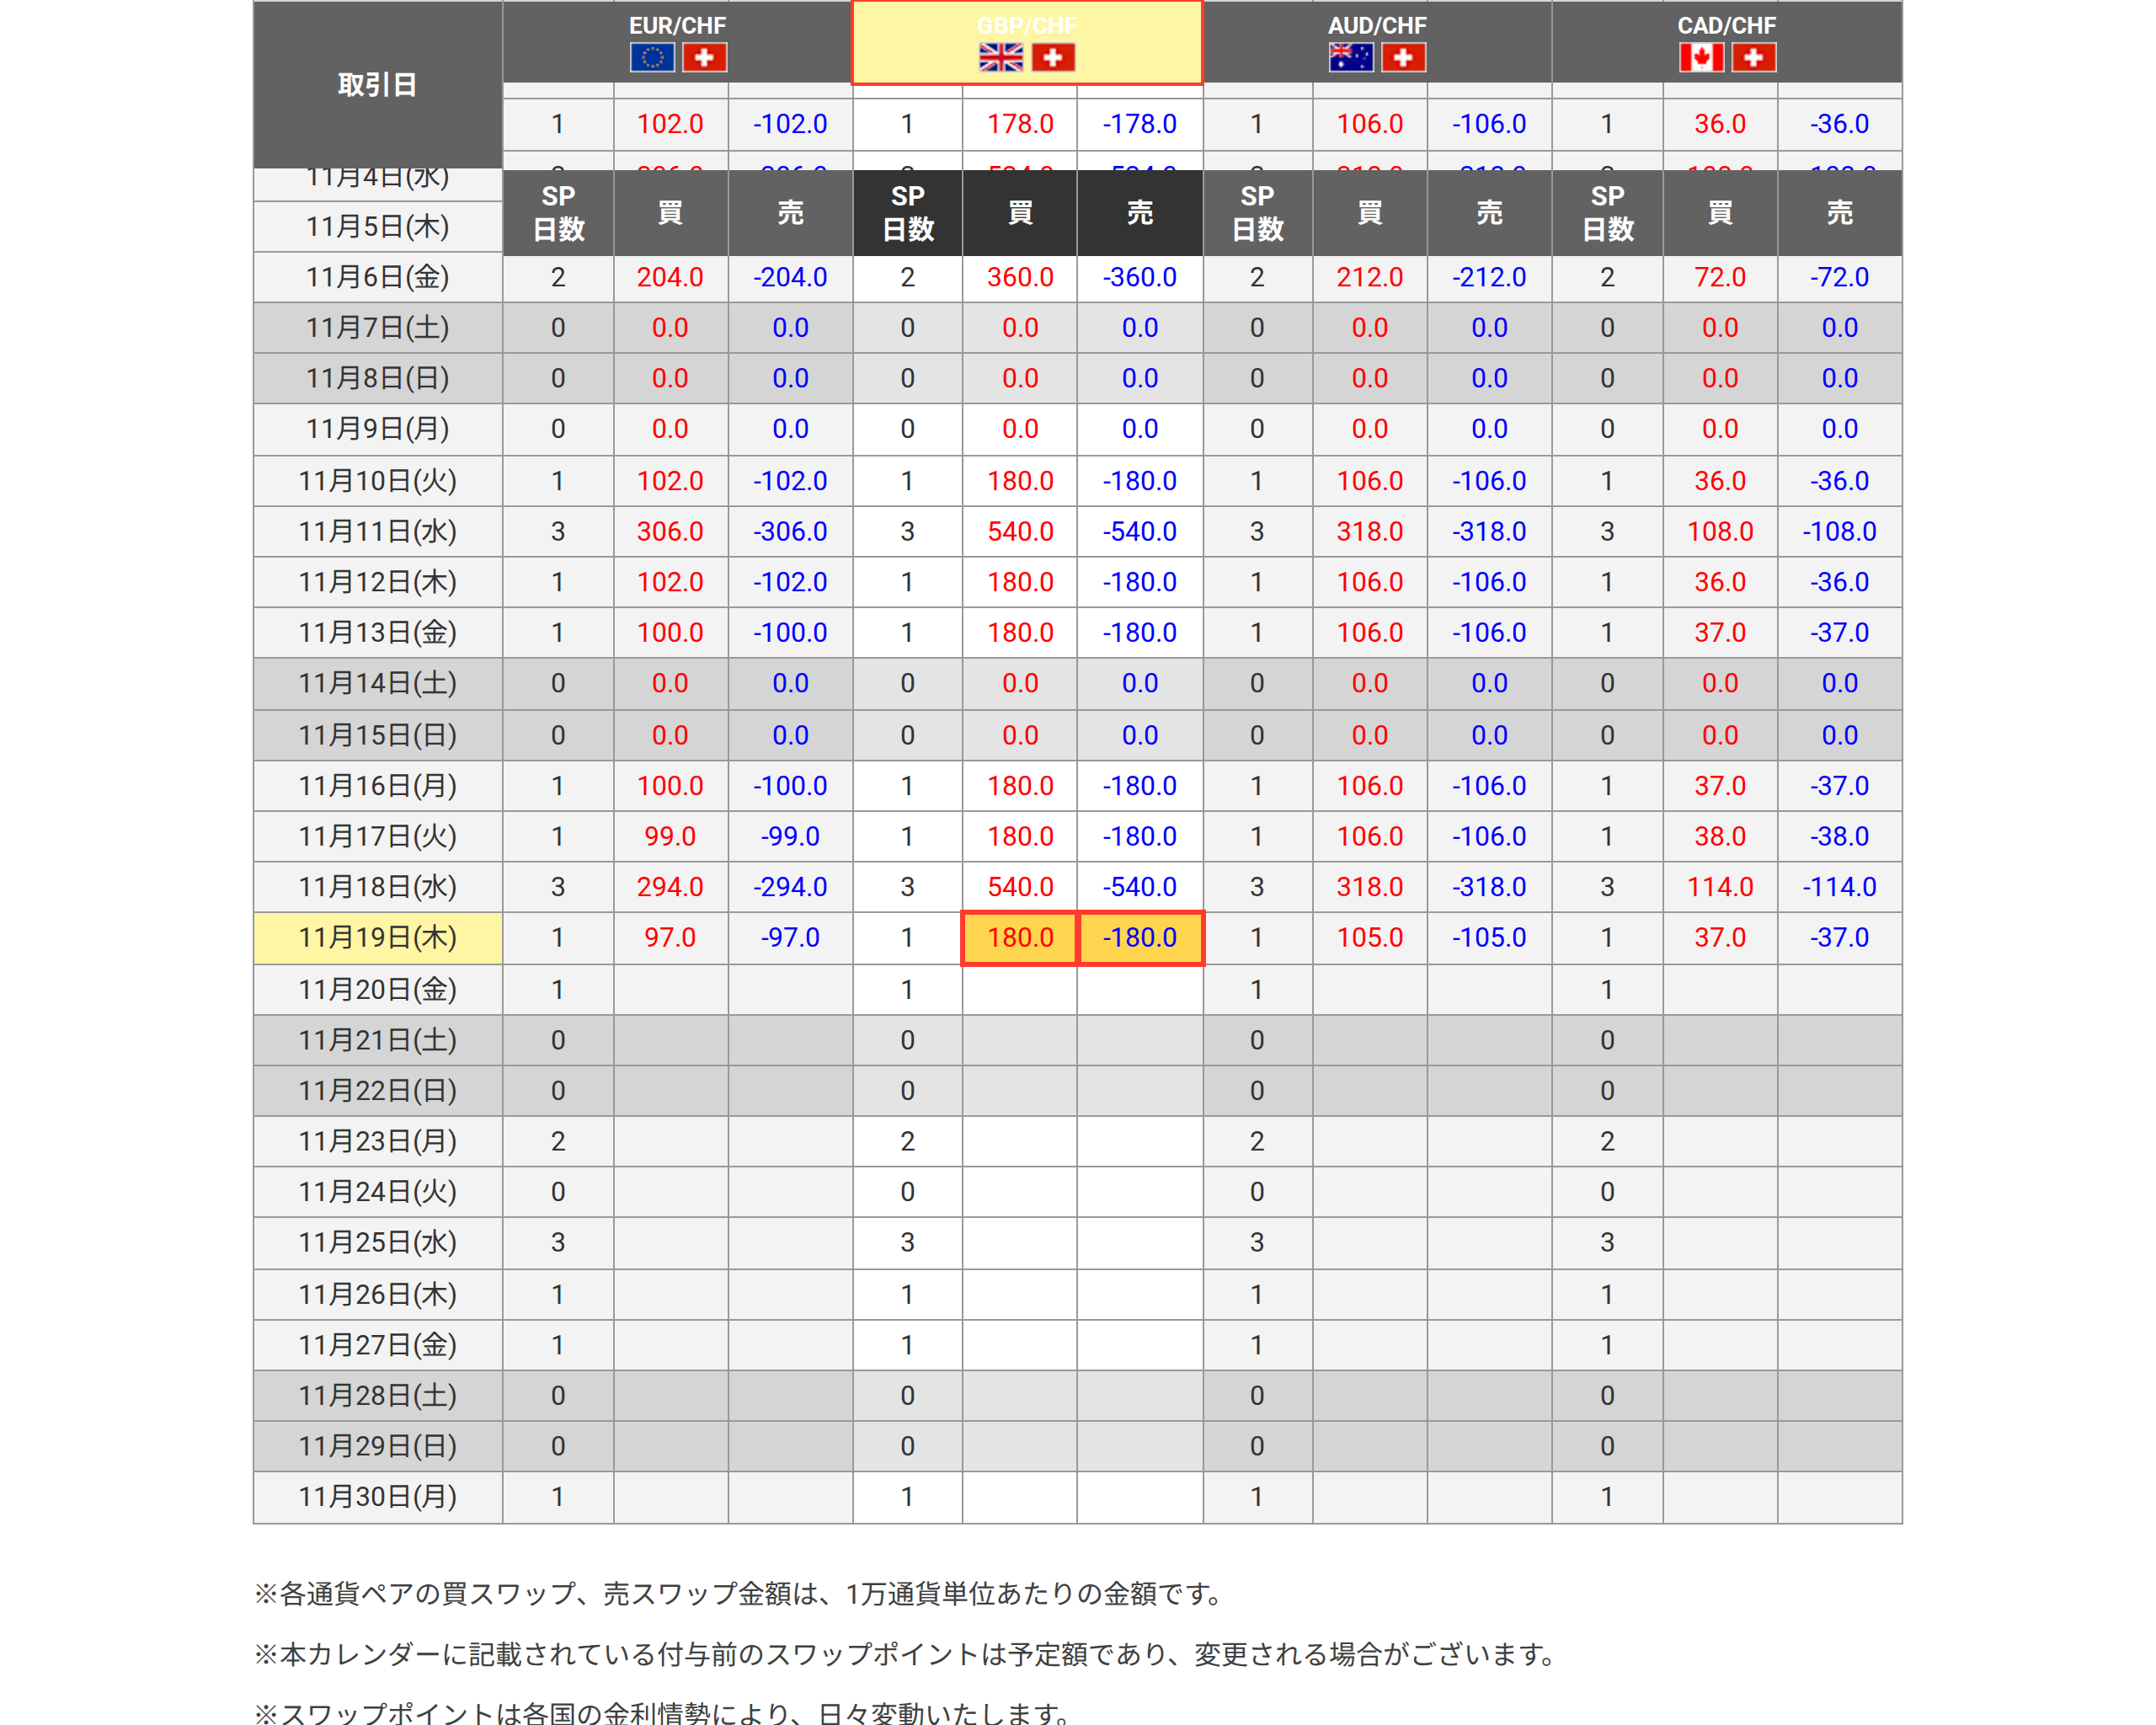 取引日 EUR/CHF GBP/CHF AUD/CHF CAD/CHF
1 102.0 -102.0 1 178.0 -178.0 1 106.0 -106.0 1 36.0 -36.0
11月4日(水)
11月5日(木)
SP日数 買 売 SP日数 買 売 SP日数 買 売 SP日数 買 売
11月6日(金) 2 204.0 -204.0 2 360.0 -360.0 2 212.0 -212.0 2 72.0 -72.0
11月7日(土) 0 0.0 0.0 0 0.0 0.0 0 0.0 0.0 0 0.0 0.0
11月8日(日) 0 0.0 0.0 0 0.0 0.0 0 0.0 0.0 0 0.0 0.0
11月9日(月) 0 0.0 0.0 0 0.0 0.0 0 0.0 0.0 0 0.0 0.0
11月10日(火) 1 102.0 -102.0 1 180.0 -180.0 1 106.0 -106.0 1 36.0 -36.0
11月11日(水) 3 306.0 -306.0 3 540.0 -540.0 3 318.0 -318.0 3 108.0 -108.0
11月12日(木) 1 102.0 -102.0 1 180.0 -180.0 1 106.0 -106.0 1 36.0 -36.0
11月13日(金) 1 100.0 -100.0 1 180.0 -180.0 1 106.0 -106.0 1 37.0 -37.0
11月14日(土) 0 0.0 0.0 0 0.0 0.0 0 0.0 0.0 0 0.0 0.0
11月15日(日) 0 0.0 0.0 0 0.0 0.0 0 0.0 0.0 0 0.0 0.0
11月16日(月) 1 100.0 -100.0 1 180.0 -180.0 1 106.0 -106.0 1 37.0 -37.0
11月17日(火) 1 99.0 -99.0 1 180.0 -180.0 1 106.0 -106.0 1 38.0 -38.0
11月18日(水) 3 294.0 -294.0 3 540.0 -540.0 3 318.0 -318.0 3 114.0 -114.0
11月19日(木) 1 97.0 -97.0 1 180.0 -180.0 1 105.0 -105.0 1 37.0 -37.0
11月20日(金) 1 1 1 1
11月21日(土) 0 0 0 0
11月22日(日) 0 0 0 0
11月23日(月) 2 2 2 2
11月24日(火) 0 0 0 0
11月25日(水) 3 3 3 3
11月26日(木) 1 1 1 1
11月27日(金) 1 1 1 1
11月28日(土) 0 0 0 0
11月29日(日) 0 0 0 0
11月30日(月) 1 1 1 1
※各通貨ペアの買スワップ、売スワップ金額は、1万通貨単位あたりの金額です。
※本カレンダーに記載されている付与前のスワップポイントは予定額であり、変更される場合がございます。
※スワップポイントは各国の金利情勢により、日々変動いたします。